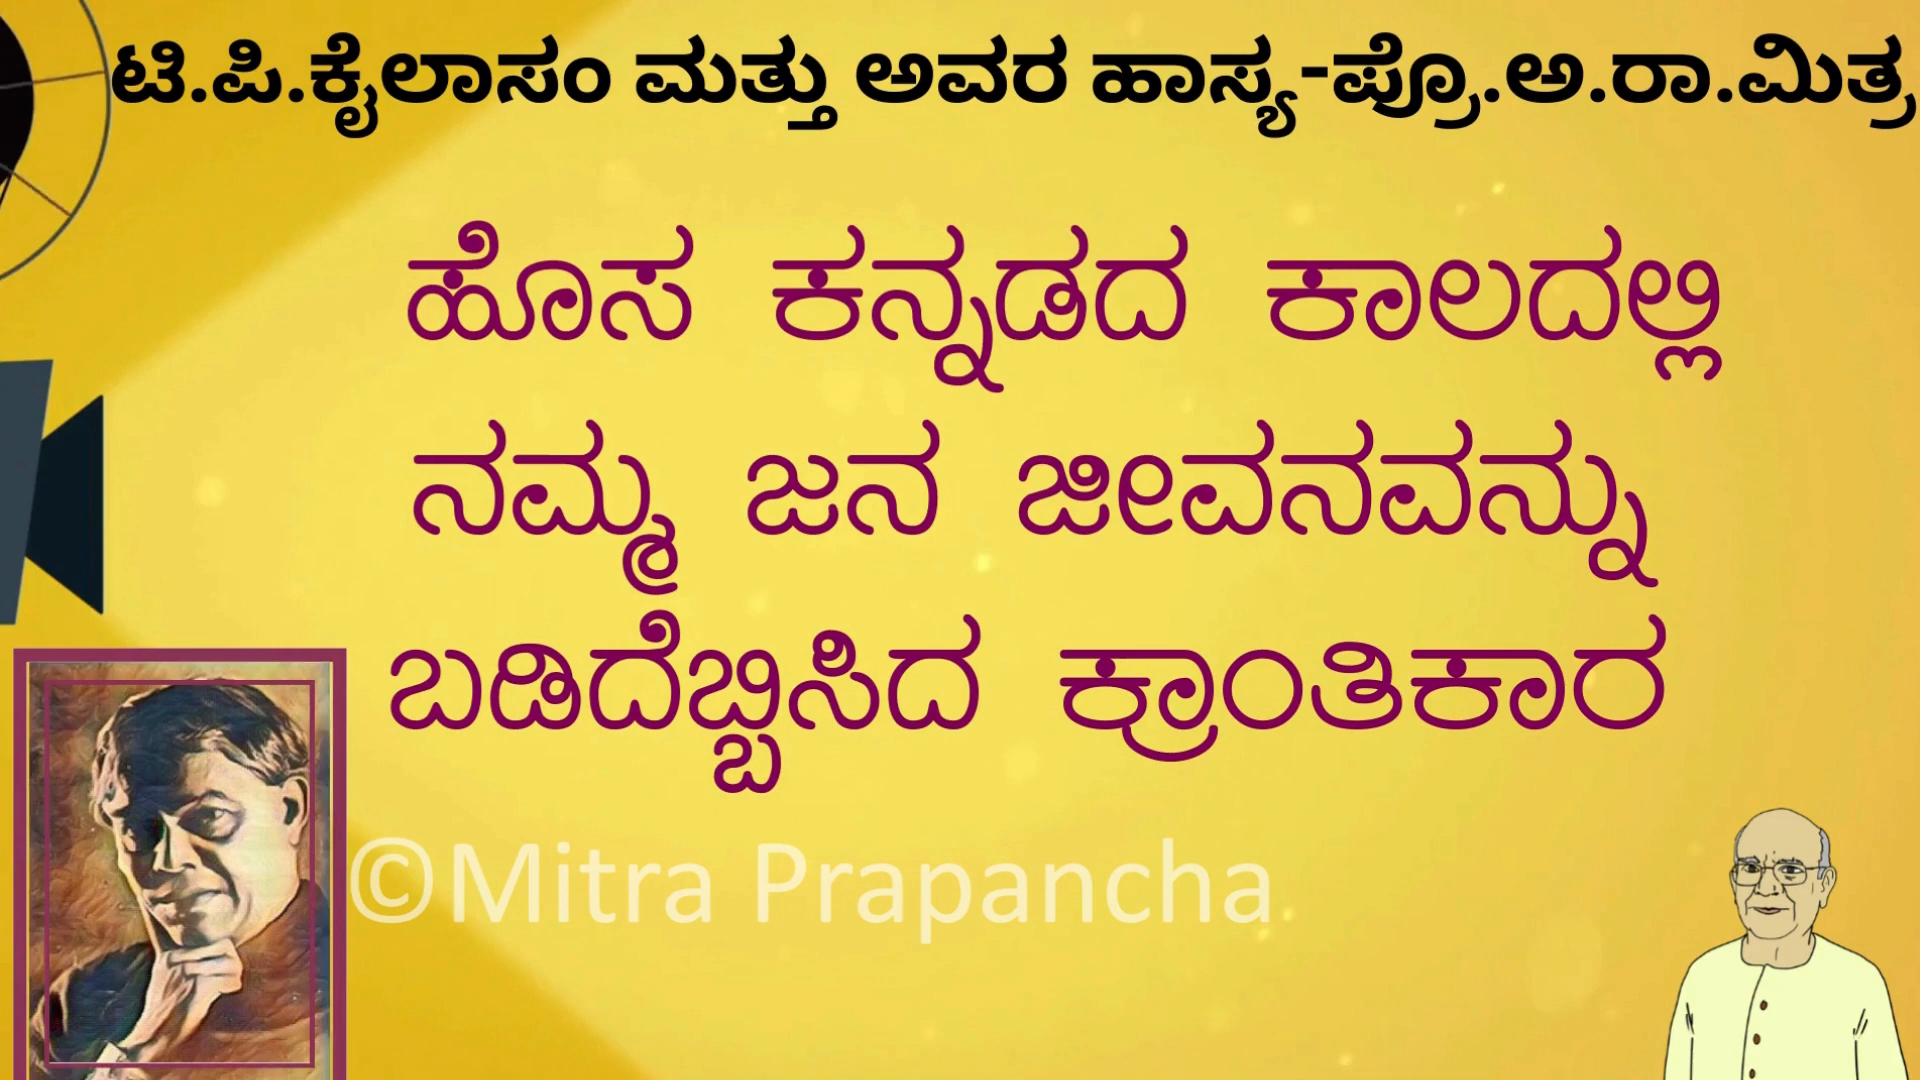 ಟಿ.ಪಿ.ಕೈಲಾಸಂ ಮತ್ತು ಅವರ ಹಾಸ್ಯ-ಪ್ರೊ.ಅ.ರಾ.ಮಿತ್ರ
ಹೊಸ ಕನ್ನಡದ ಕಾಲದಲ್ಲಿ
ನಮ್ಮ ಜನ ಜೀವನವನ್ನು
ಬಡಿದೆಬ್ಬಿಸಿದ ಕ್ರಾಂತಿಕಾರ
©Mitra Prapancha